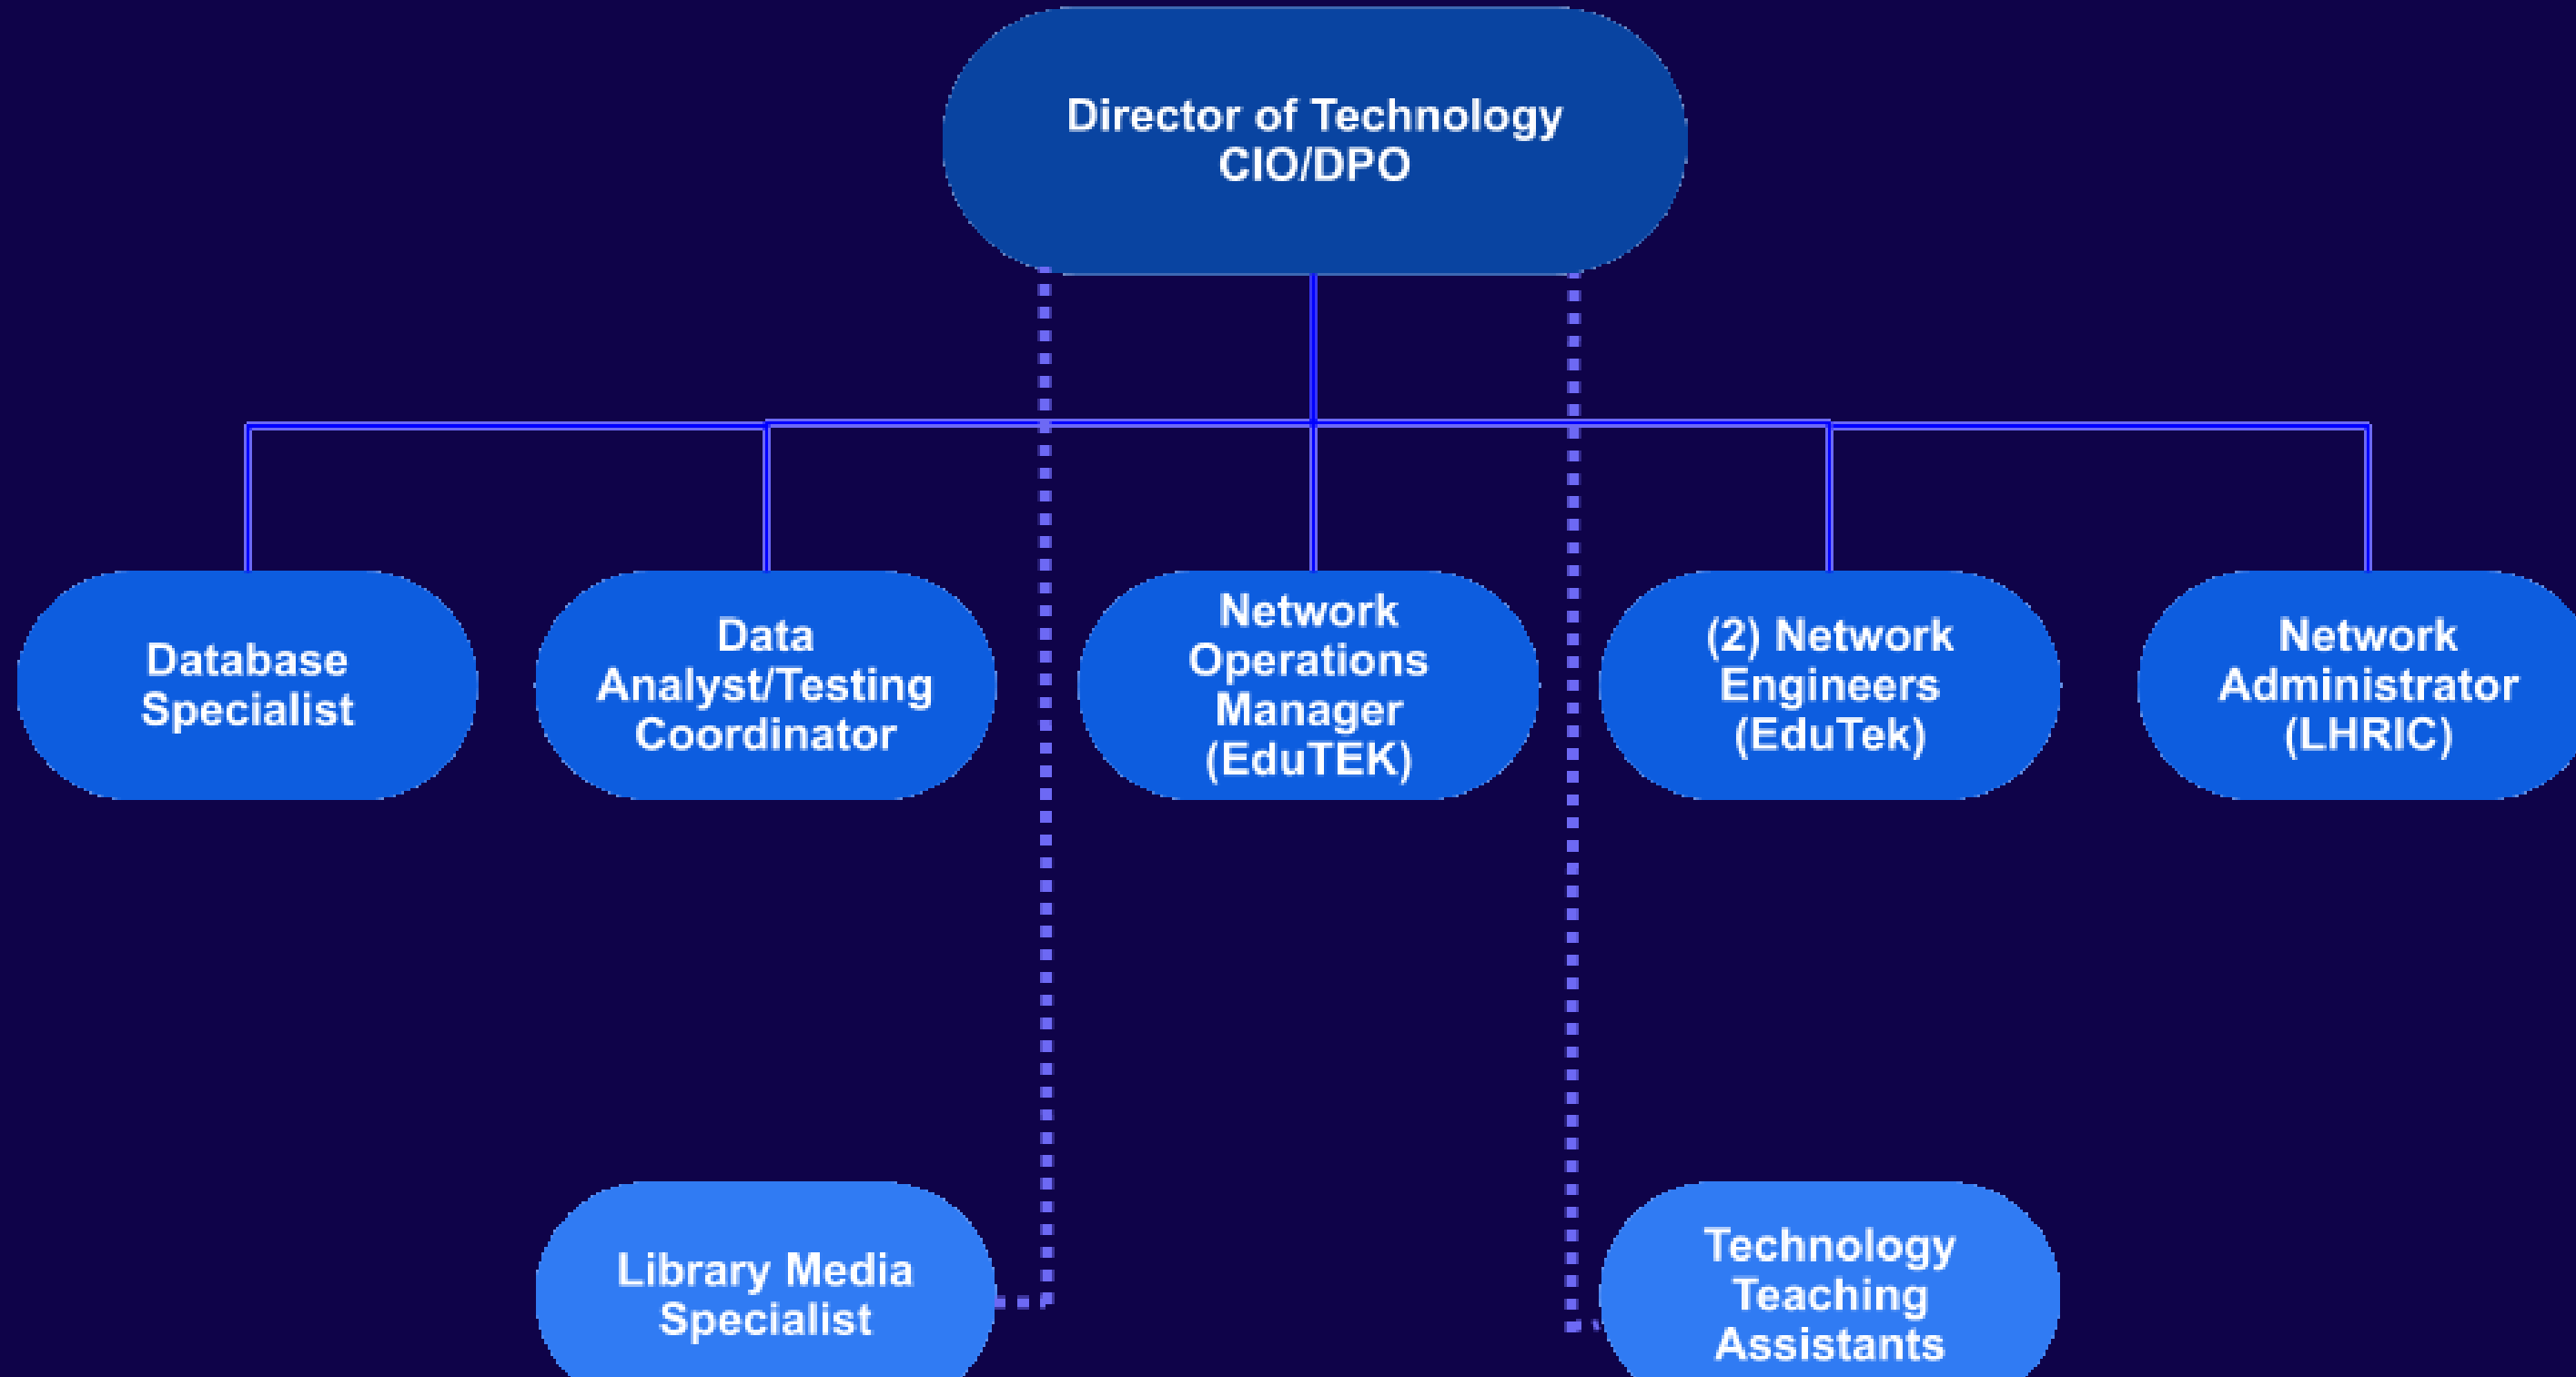 Director of Technology
CIO/DPO
Database
Specialist
Data
Analyst/Testing
Coordinator
Network
Operations
Manager
(EduTEK)
(2) Network
Engineers
(EduTek)
Network
Administrator
(LHRIC)
Library Media
Specialist
Technology
Teaching
Assistants